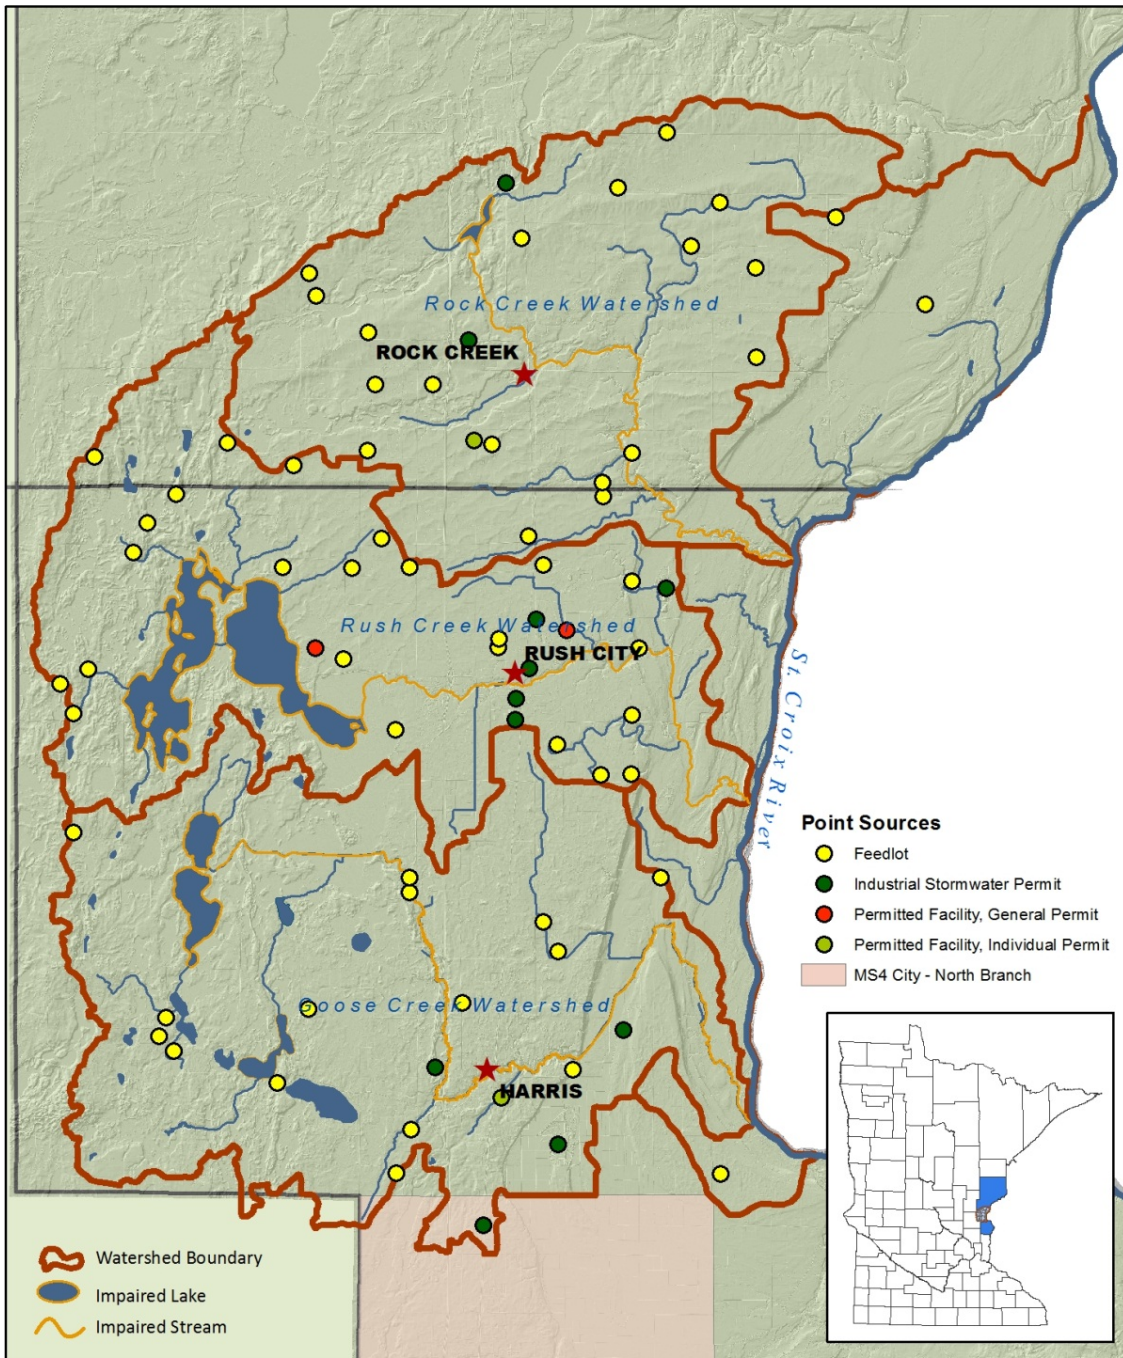 Rock Creek Watershed
ROCK CREEK
Rush Creek Watershed
RUSH CITY
St. Croix River
Point Sources
Feedlot
Industrial Stormwater Permit
Permitted Facility, General Permit
Permitted Facility, Individual Permit
MS4 City - North Branch
Goose Creek Watershed
HARRIS
Watershed Boundary
Impaired Lake
Impaired Stream